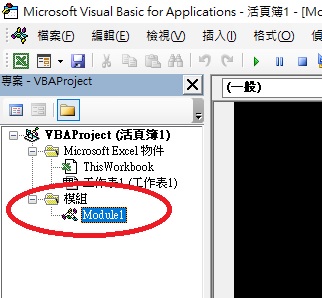 Microsoft Visual Basic for Applications - 活頁簿1 - [Mo
檔案(F) 編輯(E) 檢視(V) 插入(I) 格式(O) 偵
專案 - VBAProject
(一般)
VBAProject (活頁簿1)
Microsoft Excel 物件
ThisWorkbook
工作表1 (工作表1)
模組
Module1